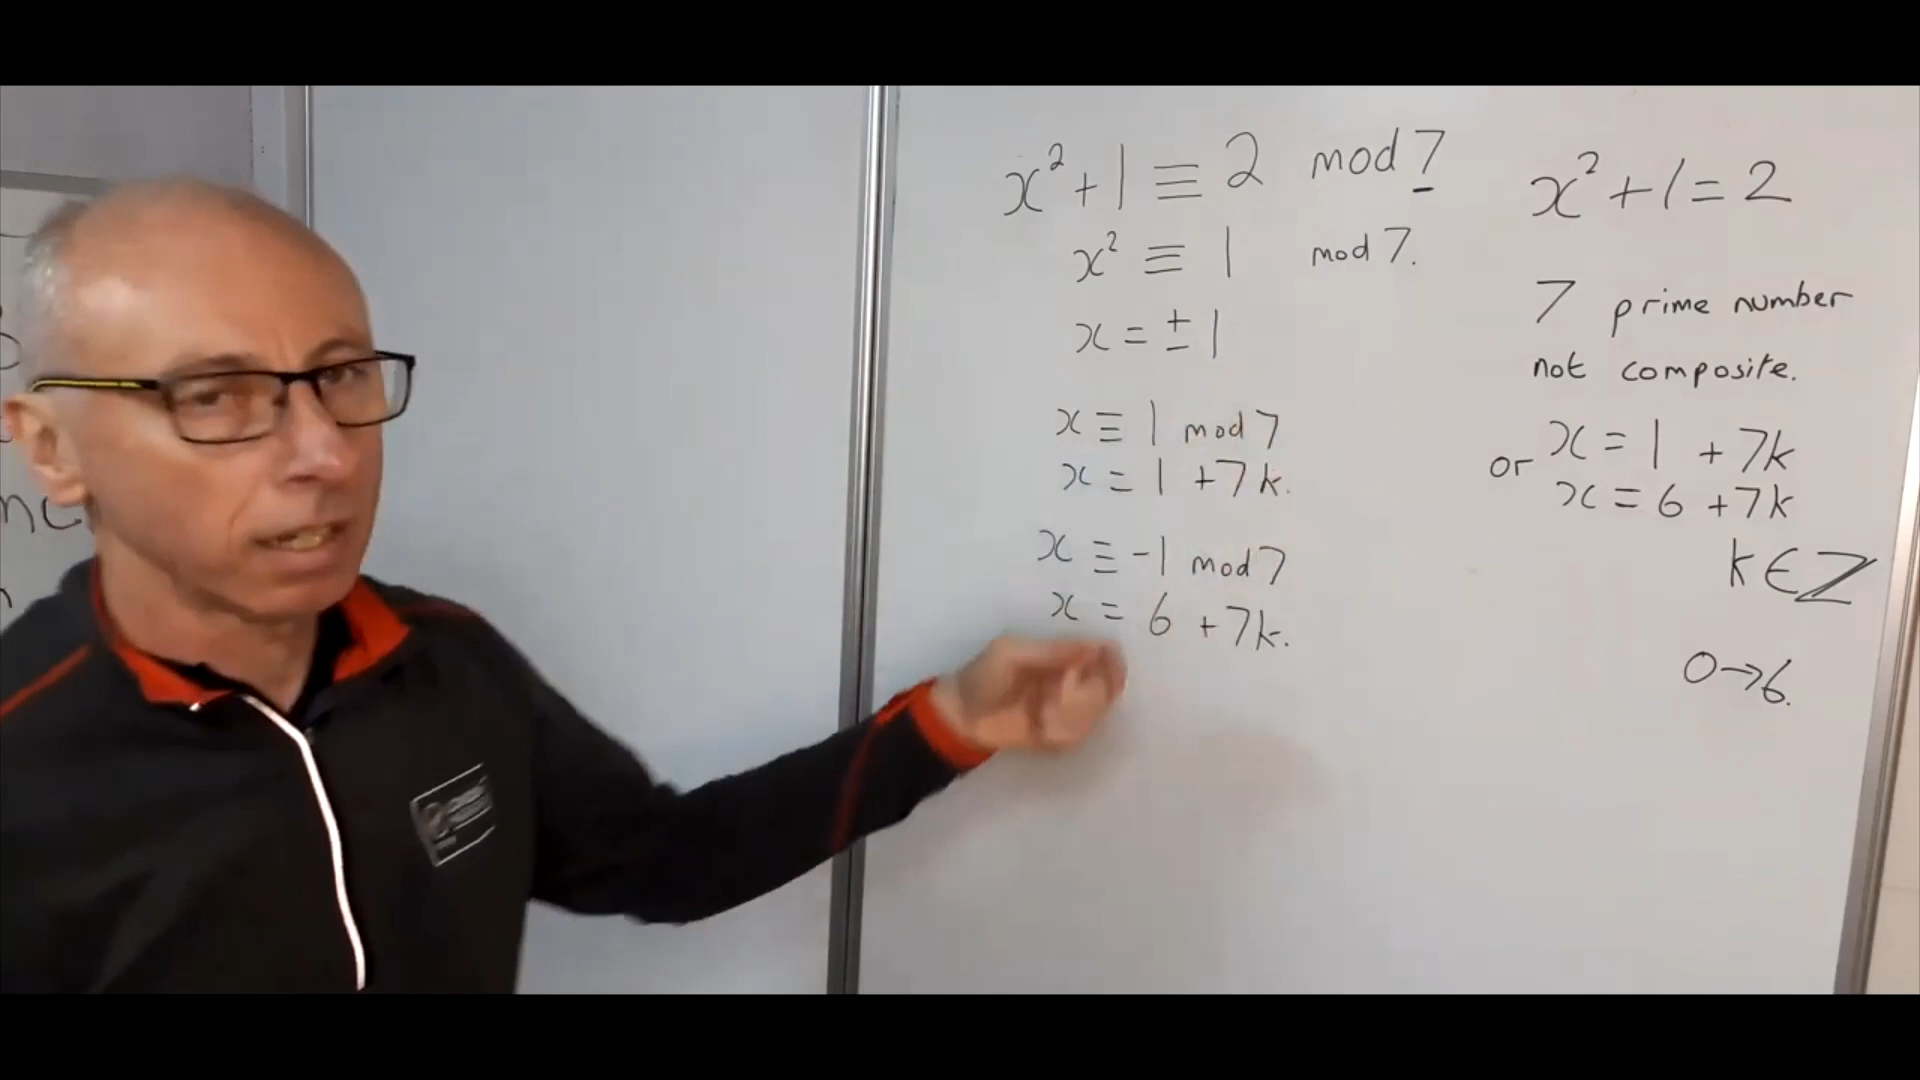 x² + 1 ≡ 2 mod 7
x² ≡ 1 mod 7.
x = ± 1
x ≡ 1 mod 7
x = 1 + 7k.
x ≡ -1 mod 7
x = 6 + 7k.
x² + 1 = 2
7 prime number
not composite.
x = 1 + 7k
or x = 6 + 7k
k ∈ ℤ
0 → 6.